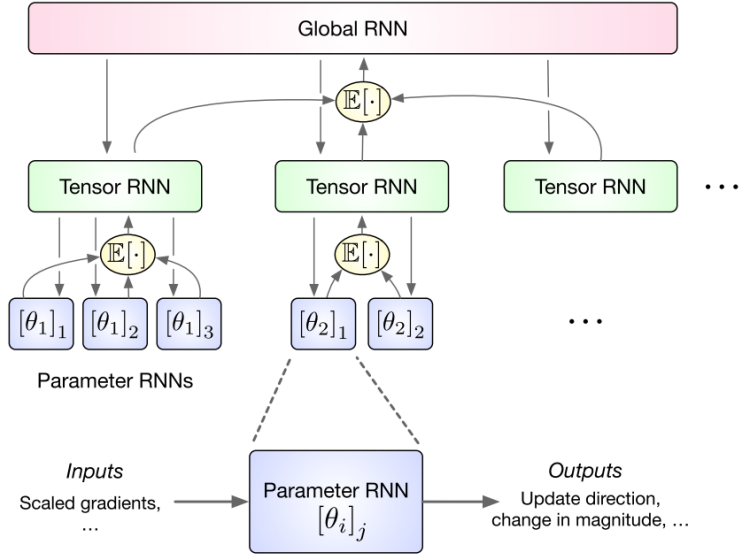 Global RNN
𝔼[·]
Tensor RNN Tensor RNN Tensor RNN ...
𝔼[·] 𝔼[·]
[θ₁]₁ [θ₁]₂ [θ₁]₃ [θ₂]₁ [θ₂]₂ ...
Parameter RNNs
Inputs
Scaled gradients,
...
Parameter RNN
[θᵢ]ⱼ
Outputs
Update direction,
change in magnitude, ...